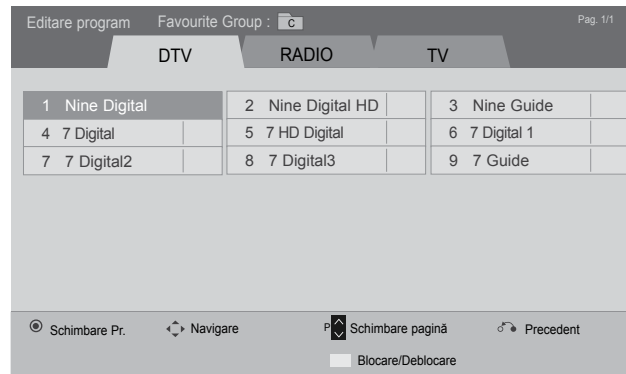 Editare program Favourite Group : C Pag. 1/1
DTV RADIO TV
1 Nine Digital 2 Nine Digital HD 3 Nine Guide
4 7 Digital 5 7 HD Digital 6 7 Digital 1
7 7 Digital2 8 7 Digital3 9 7 Guide
Schimbare Pr. Navigare P Schimbare pagină Precedent
Blocare/Deblocare